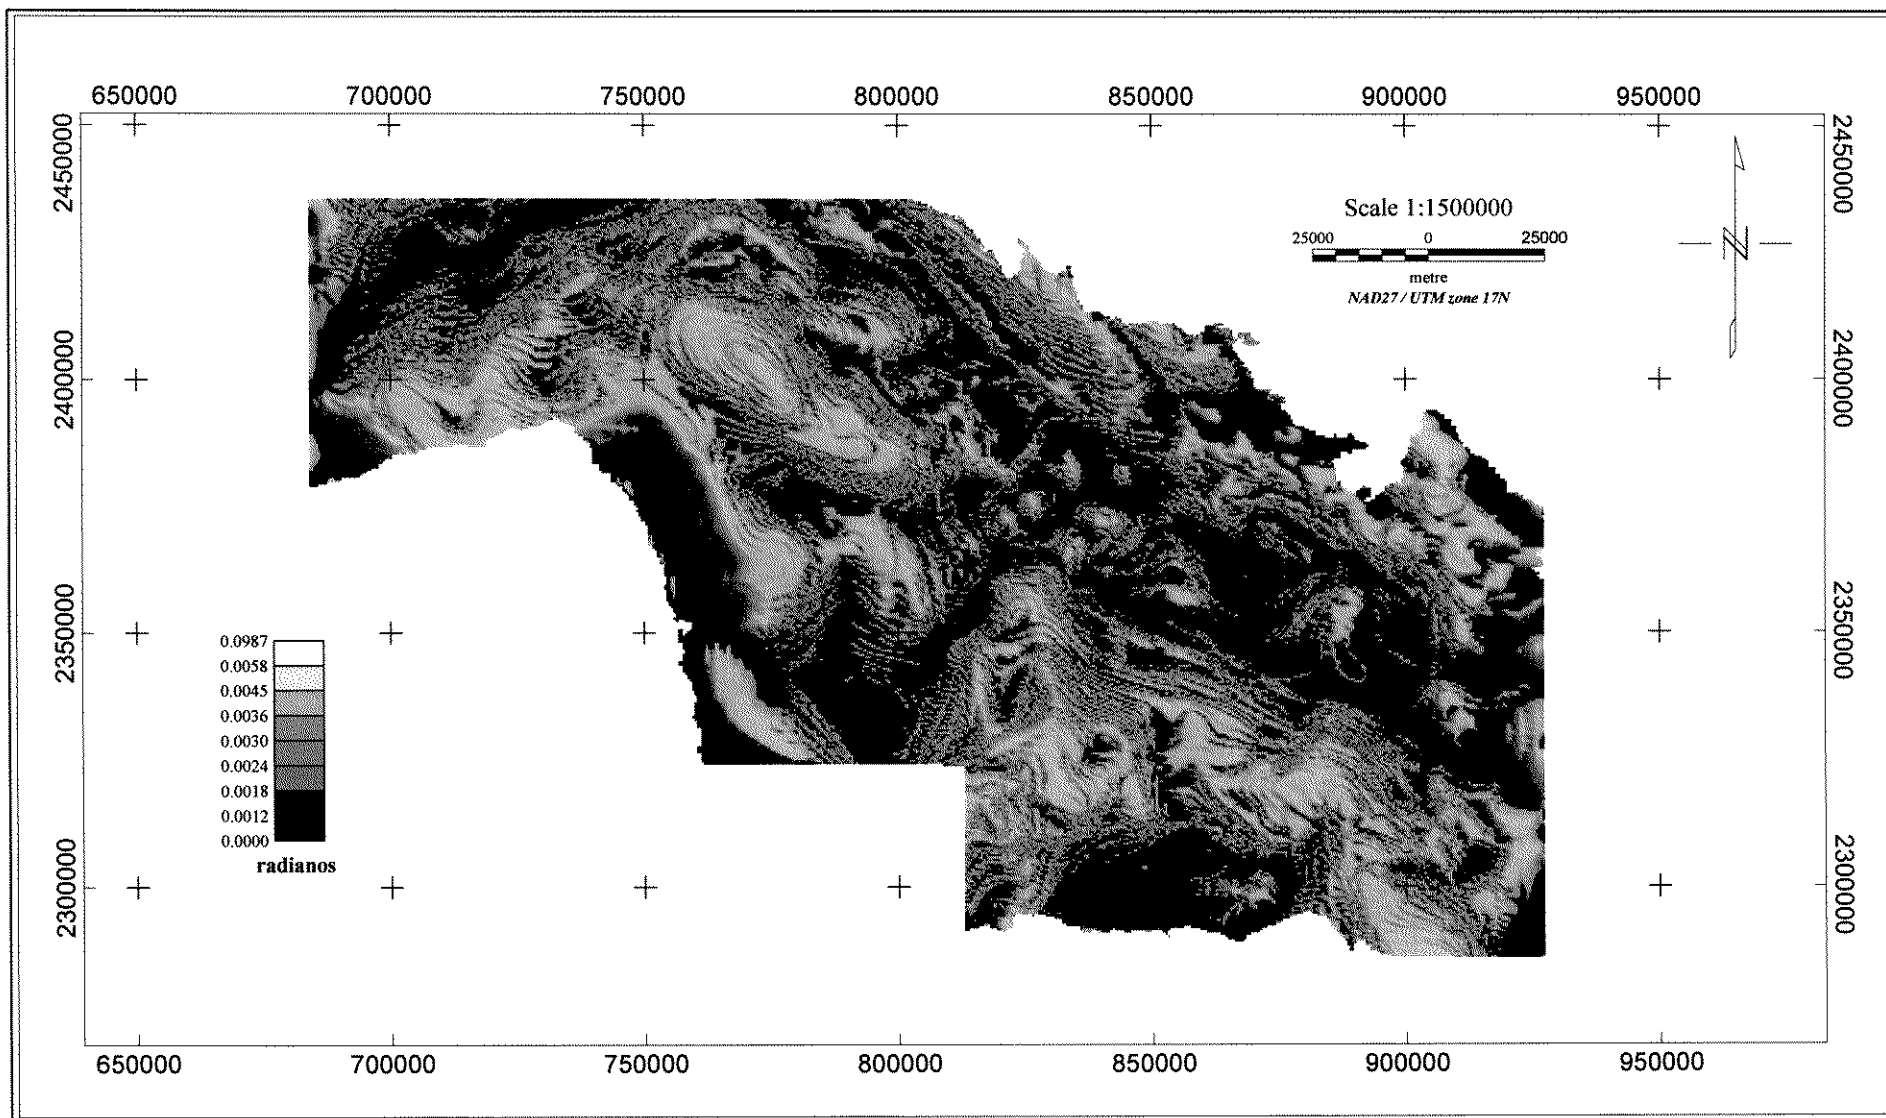 650000 700000 750000 800000 850000 900000 950000
2450000 2450000
Scale 1:1500000
25000 0 25000
metre
NAD27 / UTM zone 17N
N
2400000 2400000
2350000 2350000
0.0987
0.0058
0.0045
0.0036
0.0030
0.0024
0.0018
0.0012
0.0000
radianos
2300000 2300000
650000 700000 750000 800000 850000 900000 950000